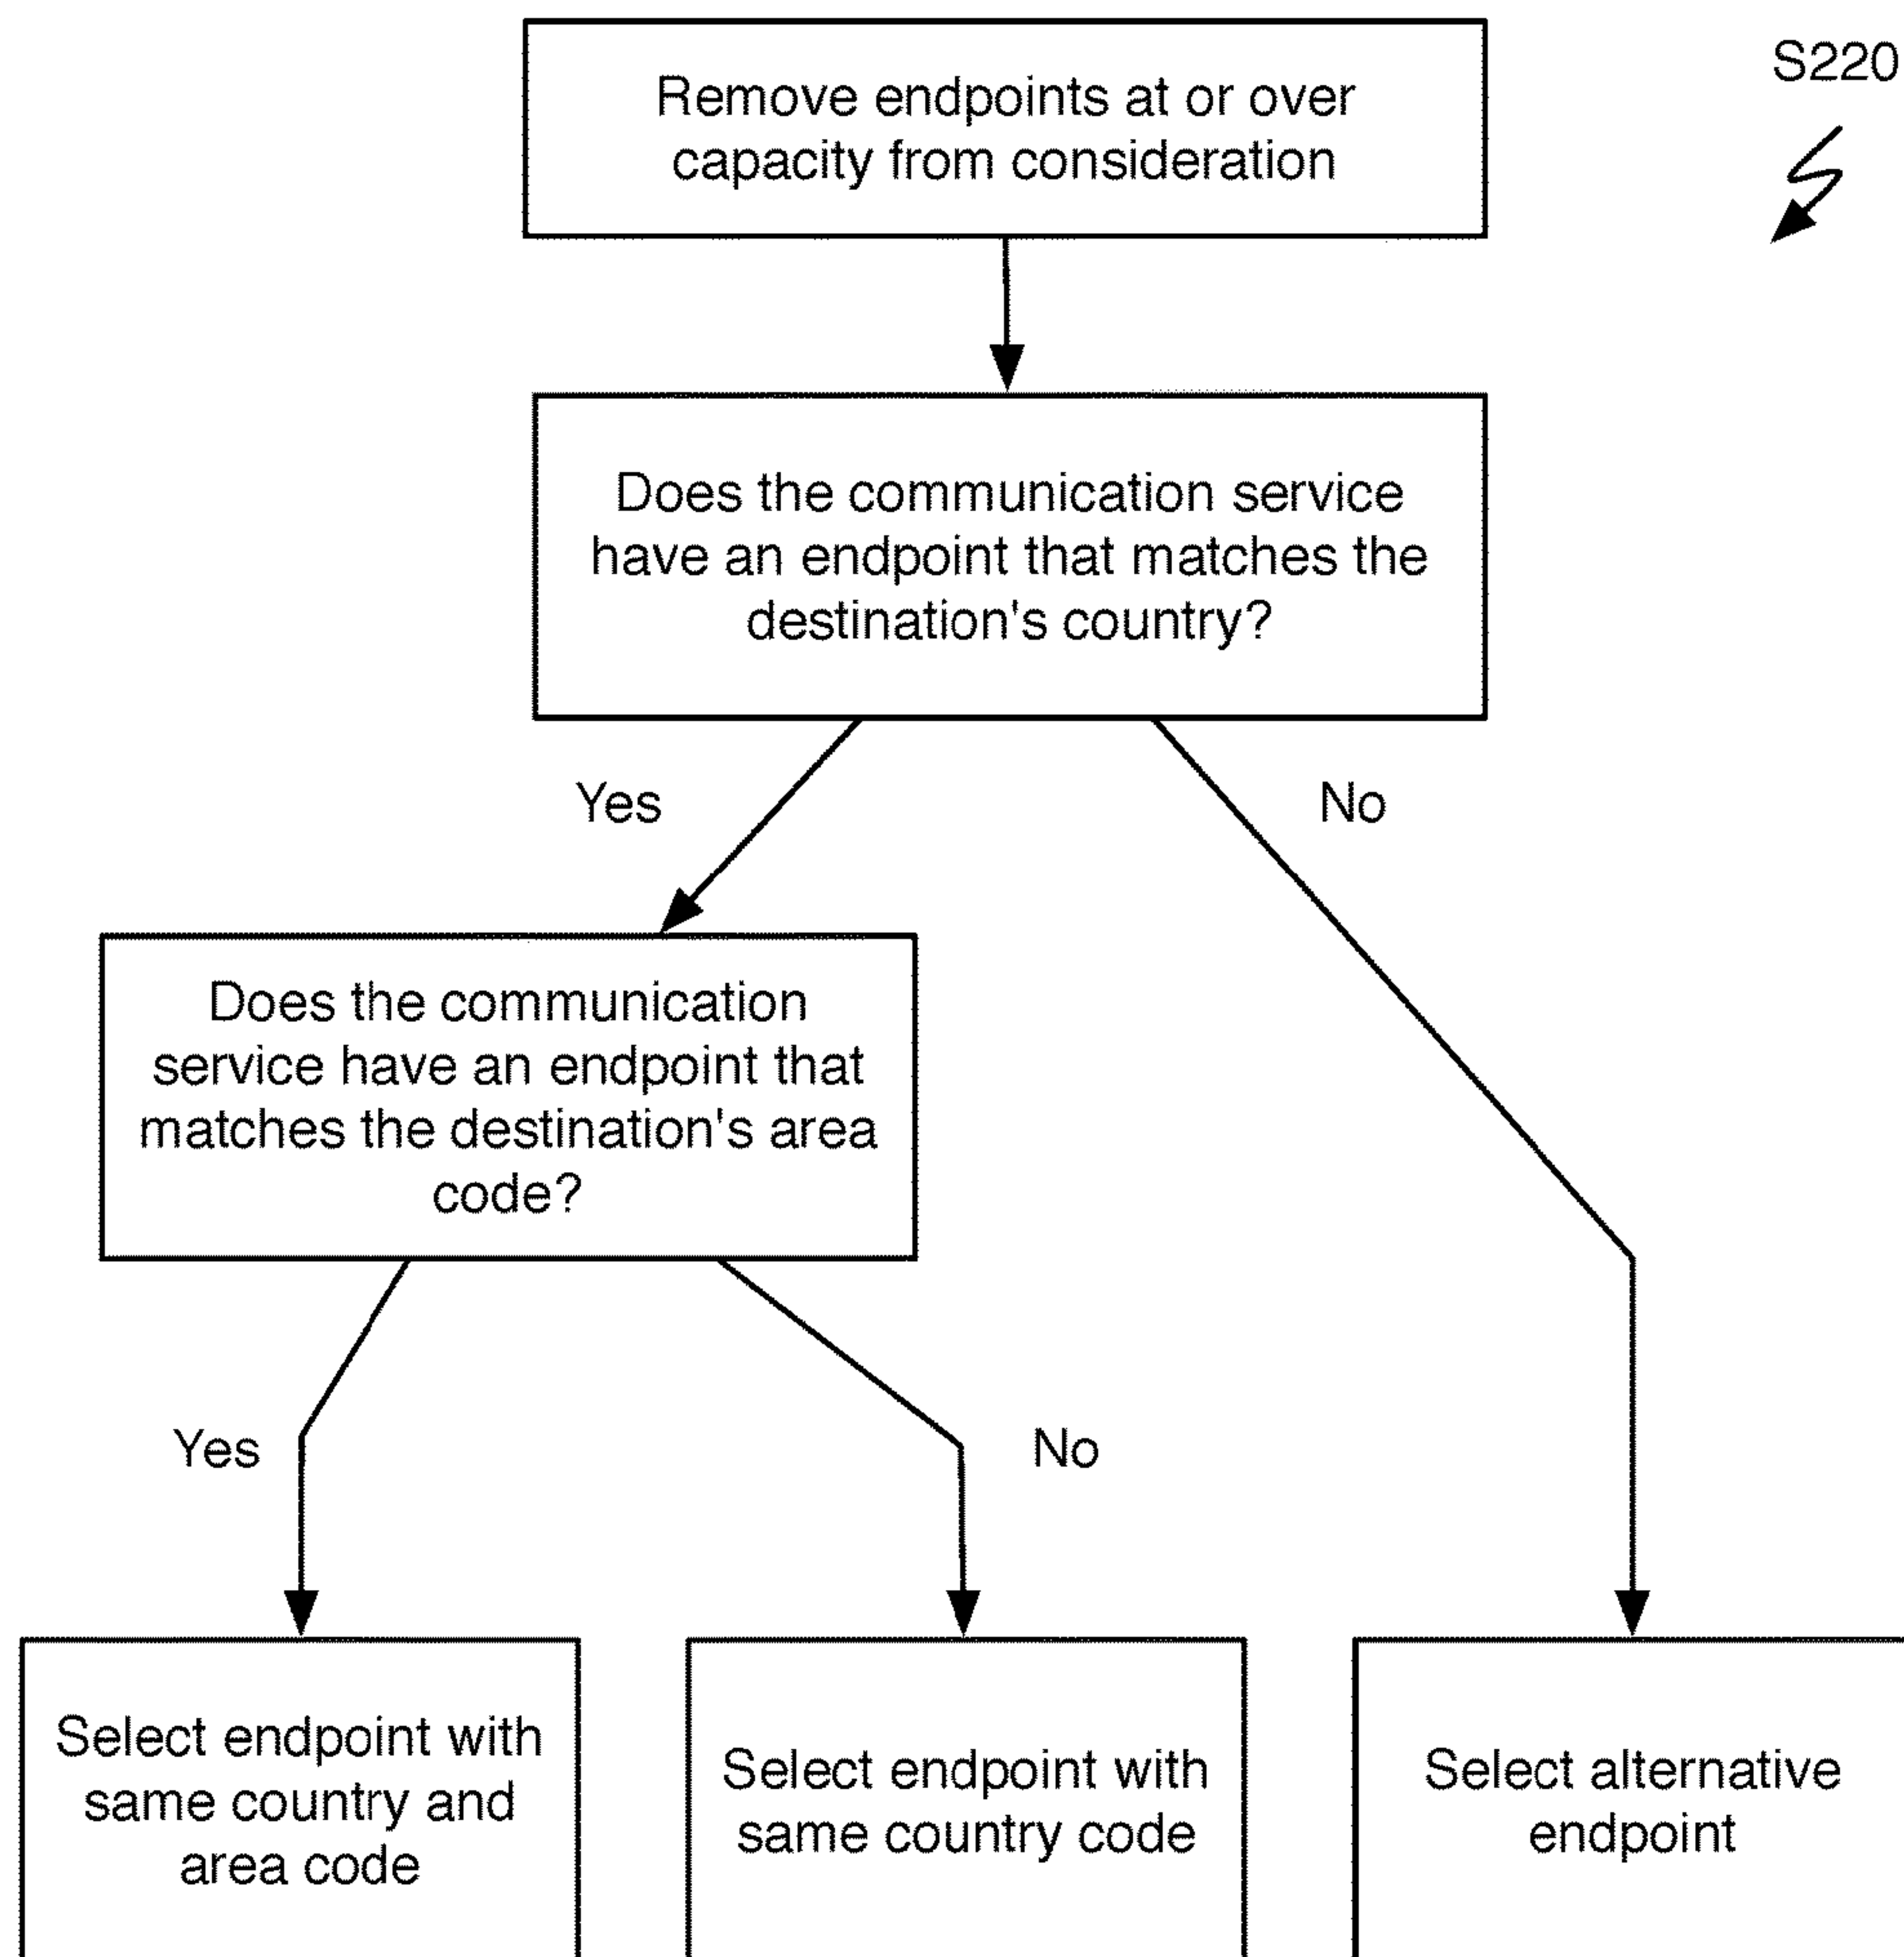 S220
Remove endpoints at or over
capacity from consideration
Does the communication service
have an endpoint that matches the
destination's country?
Yes
No
Does the communication
service have an endpoint that
matches the destination's area
code?
Yes
No
Select endpoint with
same country and
area code
Select endpoint with
same country code
Select alternative
endpoint